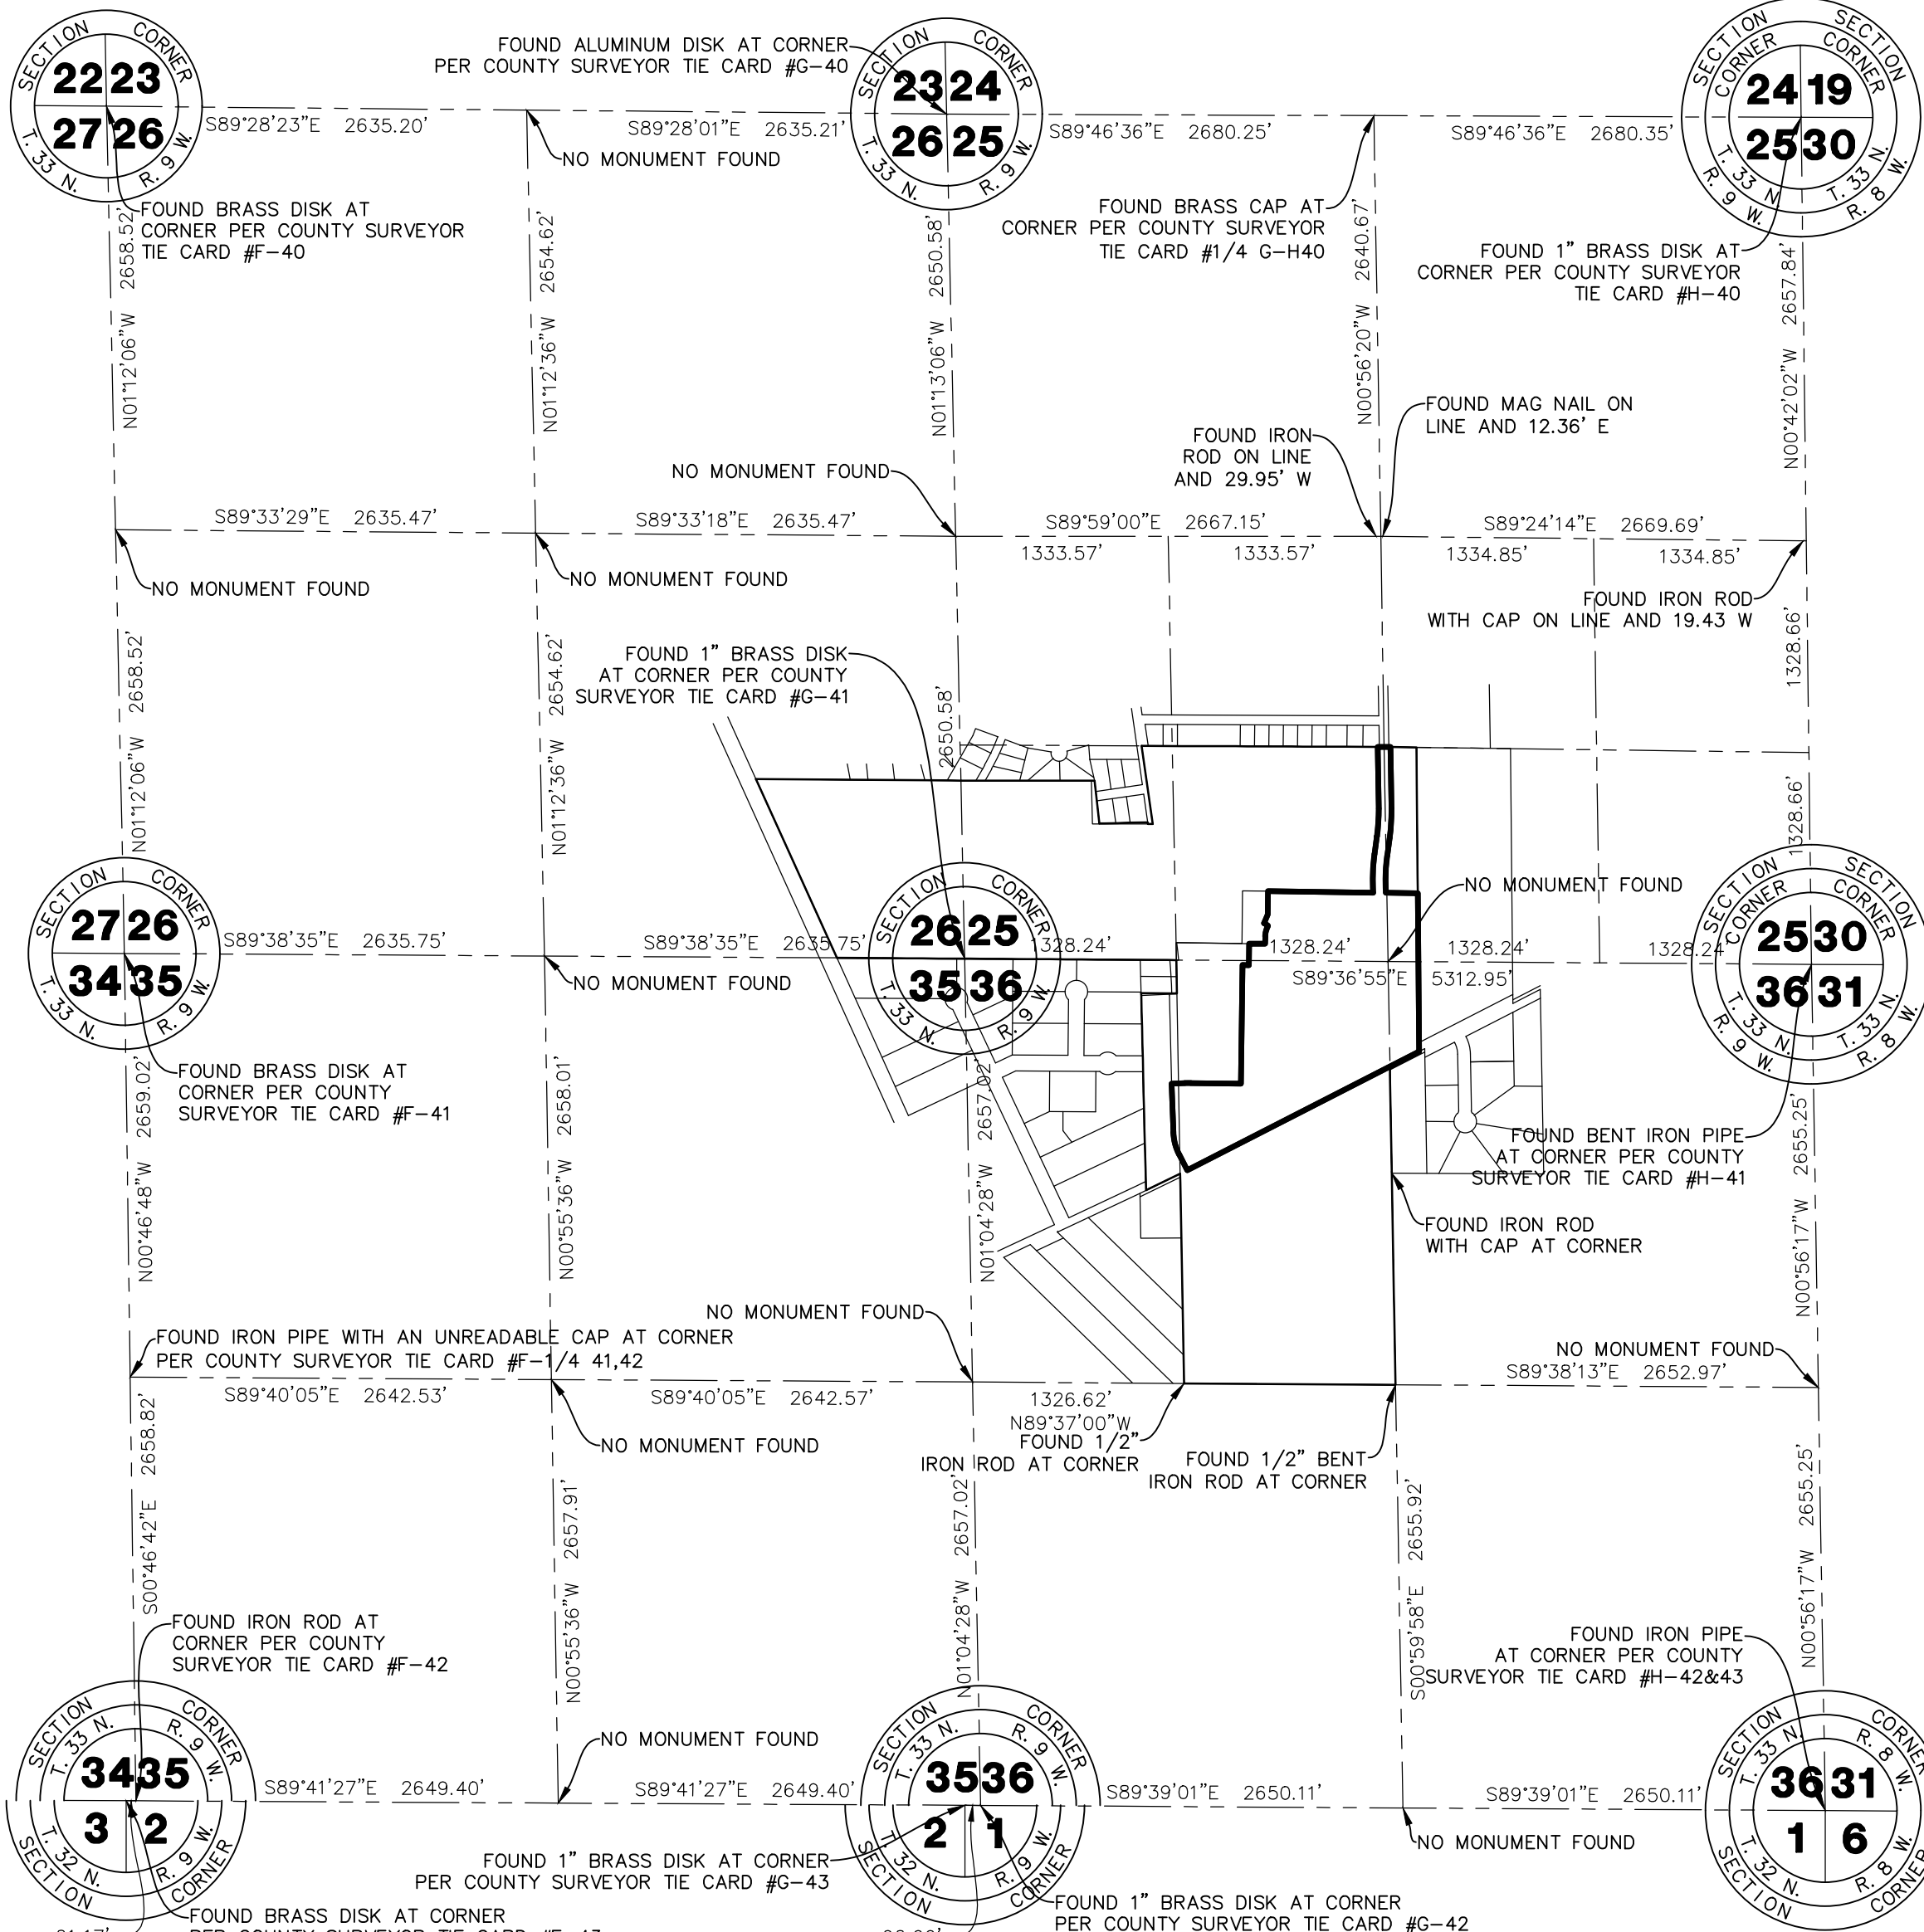 SECTION CORNER
22 23
27 26
T. 33 N. R. 9 W.
FOUND ALUMINUM DISK AT CORNER
PER COUNTY SURVEYOR TIE CARD #G-40
SECTION CORNER
23 24
26 25
T. 33 N. R. 9 W.
SECTION SECTION
CORNER CORNER
24 19
25 30
T. 33 N. T. 33 N.
R. 9 W. R. 8 W.
S89°28'23"E 2635.20'
S89°28'01"E 2635.21'
S89°46'36"E 2680.25'
S89°46'36"E 2680.35'
NO MONUMENT FOUND
FOUND BRASS DISK AT
CORNER PER COUNTY SURVEYOR
TIE CARD #F-40
FOUND BRASS CAP AT
CORNER PER COUNTY SURVEYOR
TIE CARD #1/4 G-H40
FOUND 1" BRASS DISK AT
CORNER PER COUNTY SURVEYOR
TIE CARD #H-40
N01°12'06"W 2658.52'
N01°12'36"W 2654.62'
N01°13'06"W 2650.58'
N00°56'20"W 2640.67'
N00°42'02"W 2657.84'
FOUND MAG NAIL ON
LINE AND 12.36' E
FOUND IRON
ROD ON LINE
AND 29.95' W
NO MONUMENT FOUND
S89°33'29"E 2635.47'
S89°33'18"E 2635.47'
S89°59'00"E 2667.15'
S89°24'14"E 2669.69'
1333.57'
1333.57'
1334.85'
1334.85'
NO MONUMENT FOUND
NO MONUMENT FOUND
FOUND IRON ROD
WITH CAP ON LINE AND 19.43 W
FOUND 1" BRASS DISK
AT CORNER PER COUNTY
SURVEYOR TIE CARD #G-41
N01°12'06"W 2658.52'
N01°12'36"W 2654.62'
2650.58'
1328.66'
1328.66'
NO MONUMENT FOUND
SECTION CORNER
27 26
34 35
T. 33 N. R. 9 W.
SECTION CORNER
26 25
35 36
T. 33 N. R. 9 W.
SECTION SECTION
CORNER CORNER
25 30
36 31
T. 33 N. T. 33 N.
R. 9 W. R. 8 W.
S89°38'35"E 2635.75'
S89°38'35"E 2635.75'
1328.24'
1328.24'
1328.24'
1328.24'
S89°36'55"E 5312.95'
NO MONUMENT FOUND
FOUND BRASS DISK AT
CORNER PER COUNTY
SURVEYOR TIE CARD #F-41
FOUND BENT IRON PIPE
AT CORNER PER COUNTY
SURVEYOR TIE CARD #H-41
FOUND IRON ROD
WITH CAP AT CORNER
N00°46'48"W 2659.02'
N00°55'36"W 2658.01'
N01°04'28"W 2657.02'
N00°56'17"W 2655.25'
NO MONUMENT FOUND
FOUND IRON PIPE WITH AN UNREADABLE CAP AT CORNER
PER COUNTY SURVEYOR TIE CARD #F-1/4 41,42
NO MONUMENT FOUND
S89°40'05"E 2642.53'
S89°40'05"E 2642.57'
1326.62'
N89°37'00"W
S89°38'13"E 2652.97'
NO MONUMENT FOUND
FOUND 1/2"
IRON ROD AT CORNER
FOUND 1/2" BENT
IRON ROD AT CORNER
S00°46'42"E 2658.82'
N00°55'36"W 2657.91'
N01°04'28"W 2657.02'
S00°59'58"E 2655.92'
N00°56'17"W 2655.25'
FOUND IRON ROD AT
CORNER PER COUNTY
SURVEYOR TIE CARD #F-42
FOUND IRON PIPE
AT CORNER PER COUNTY
SURVEYOR TIE CARD #H-42&43
NO MONUMENT FOUND
SECTION CORNER
T. 33 N. R. 9 W.
34 35
3 2
T. 32 N. R. 9 W.
SECTION CORNER
SECTION CORNER
T. 33 N. R. 9 W.
35 36
2 1
T. 32 N. R. 9 W.
SECTION CORNER
SECTION CORNER
T. 33 N. R. 8 W.
36 31
1 6
T. 32 N. R. 8 W.
SECTION CORNER
S89°41'27"E 2649.40'
S89°41'27"E 2649.40'
S89°39'01"E 2650.11'
S89°39'01"E 2650.11'
NO MONUMENT FOUND
FOUND 1" BRASS DISK AT CORNER
PER COUNTY SURVEYOR TIE CARD #G-43
FOUND 1" BRASS DISK AT CORNER
PER COUNTY SURVEYOR TIE CARD #G-42
FOUND BRASS DISK AT CORNER
PER COUNTY SURVEYOR TIE CARD